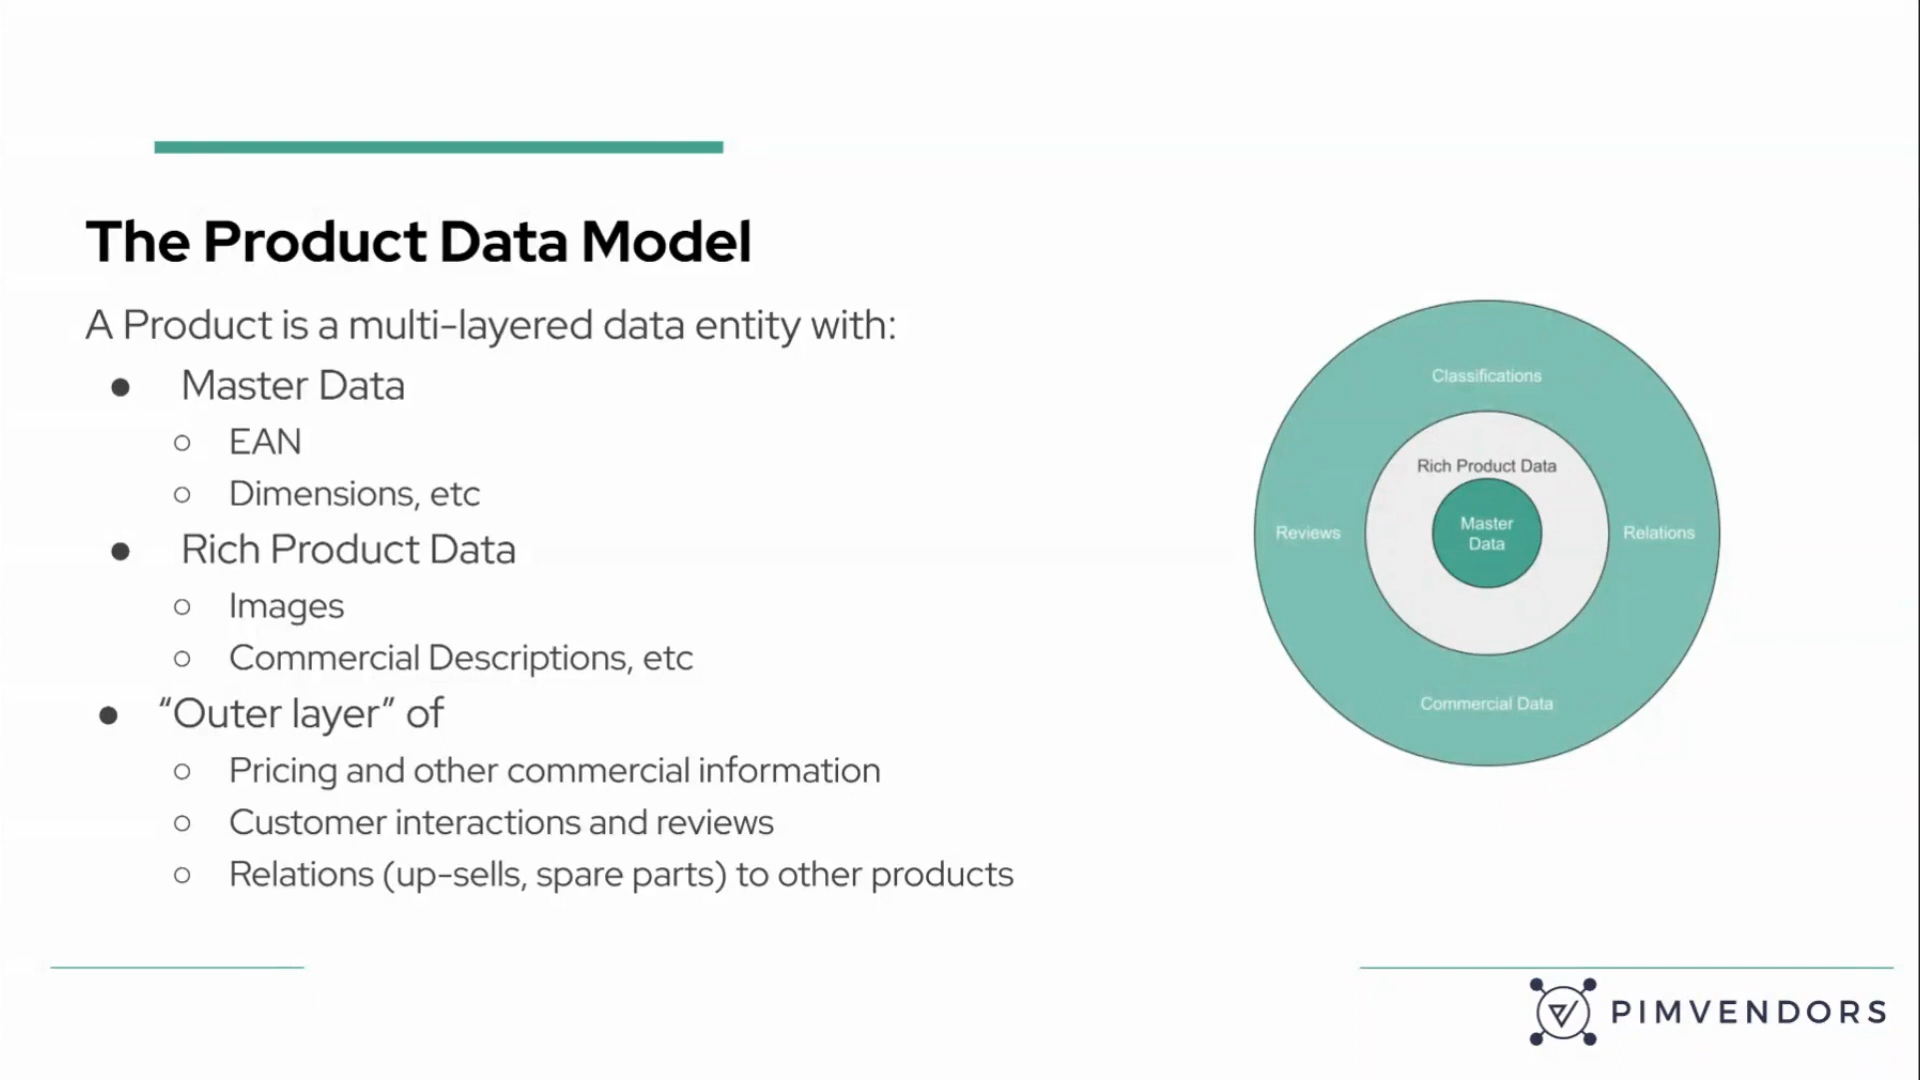 The Product Data Model
A Product is a multi-layered data entity with:
● Master Data
○ EAN
○ Dimensions, etc
● Rich Product Data
○ Images
○ Commercial Descriptions, etc
● “Outer layer” of
○ Pricing and other commercial information
○ Customer interactions and reviews
○ Relations (up-sells, spare parts) to other products
Classifications
Rich Product Data
Master
Data
Reviews
Relations
Commercial Data
PIMVENDORS